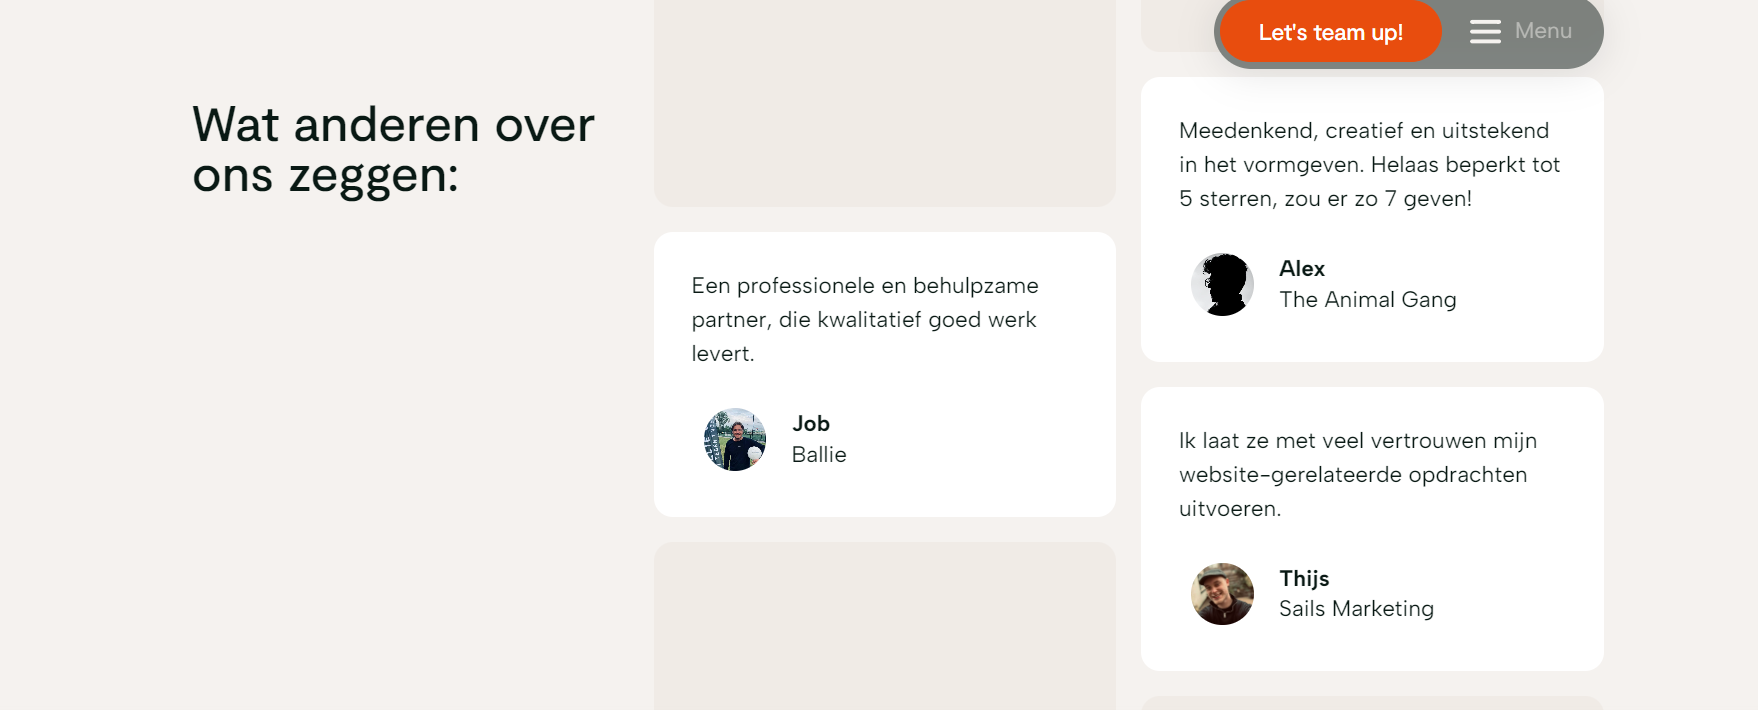 Let's team up!
Menu
Wat anderen over
ons zeggen:
Een professionele en behulpzame
partner, die kwalitatief goed werk
levert.
Job
Ballie
Meedenkend, creatief en uitstekend
in het vormgeven. Helaas beperkt tot
5 sterren, zou er zo 7 geven!
Alex
The Animal Gang
Ik laat ze met veel vertrouwen mijn
website-gerelateerde opdrachten
uitvoeren.
Thijs
Sails Marketing